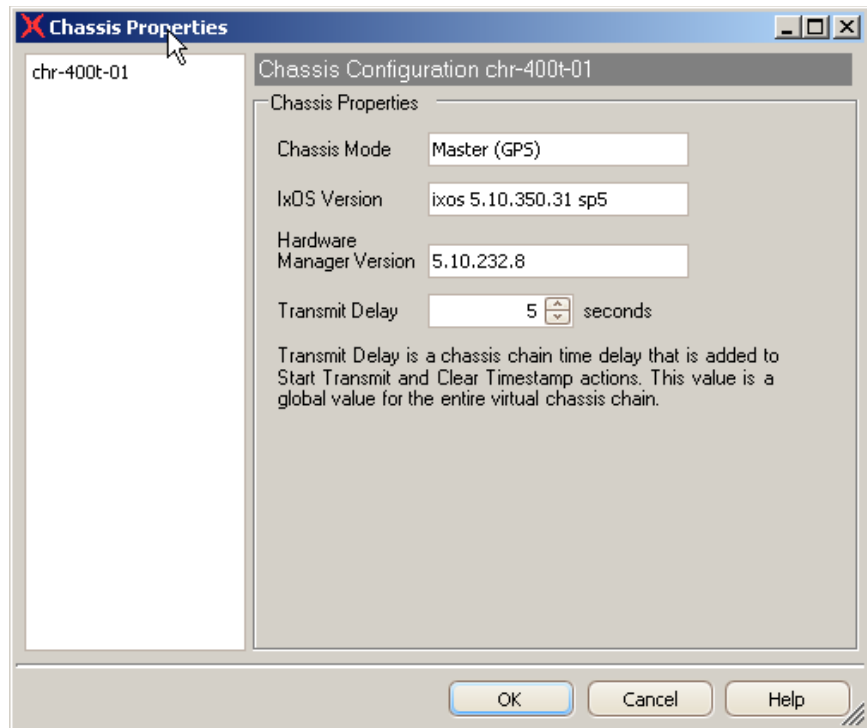 Chassis Properties
chr-400t-01
Chassis Configuration chr-400t-01
Chassis Properties
Chassis Mode Master (GPS)
IxOS Version ixos 5.10.350.31 sp5
Hardware
Manager Version 5.10.232.8
Transmit Delay 5 seconds
Transmit Delay is a chassis chain time delay that is added to
Start Transmit and Clear Timestamp actions. This value is a
global value for the entire virtual chassis chain.
OK Cancel Help